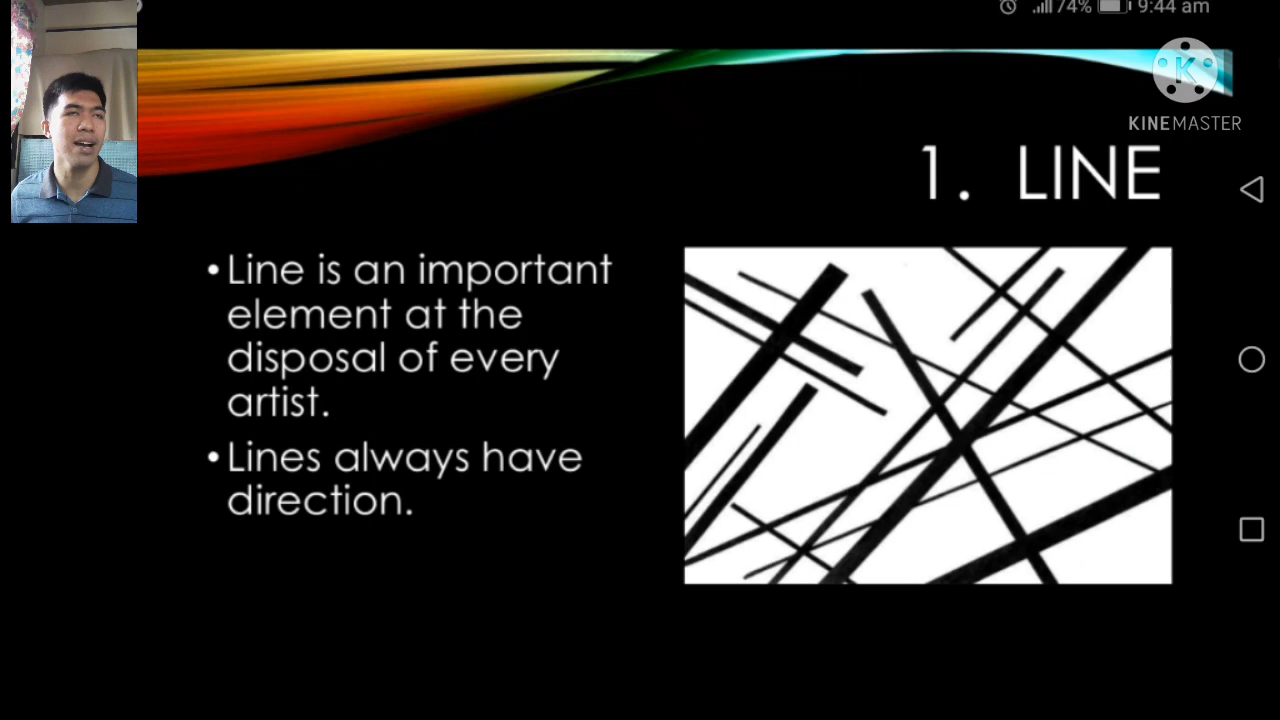 74% 9:44 am
KINEMASTER
1. LINE
•Line is an important
element at the
disposal of every
artist.
•Lines always have
direction.